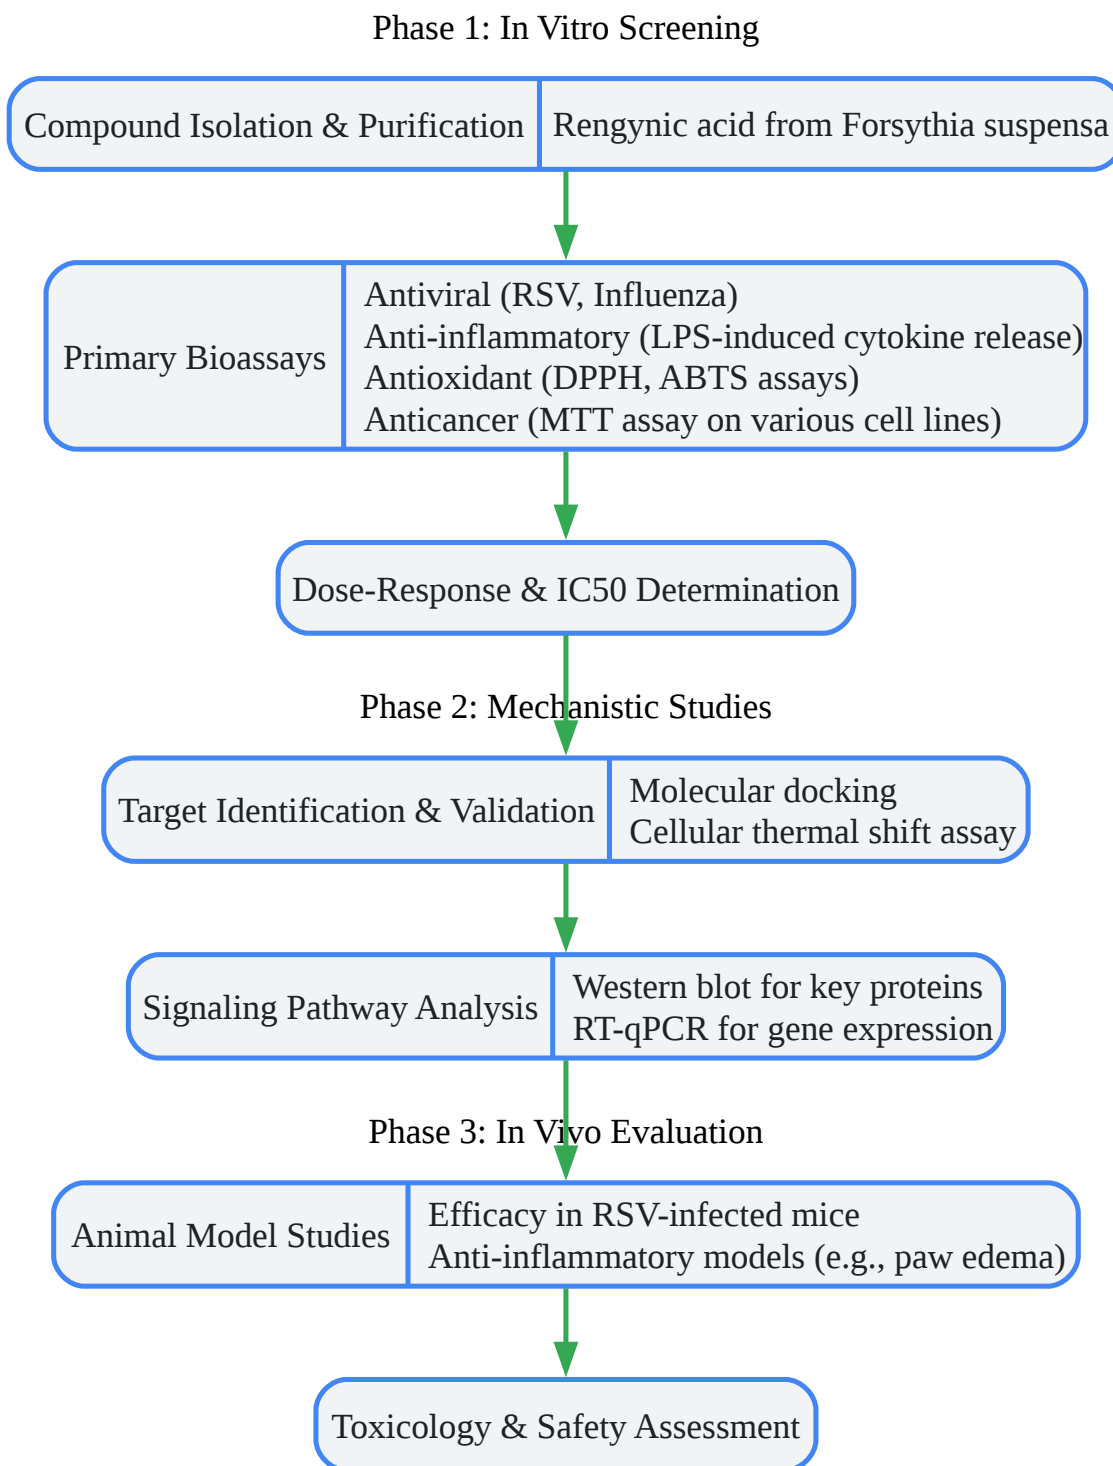 Phase 1: In Vitro Screening
Compound Isolation & Purification
Rengynic acid from Forsythia suspensa
Primary Bioassays
Antiviral (RSV, Influenza)
Anti-inflammatory (LPS-induced cytokine release)
Antioxidant (DPPH, ABTS assays)
Anticancer (MTT assay on various cell lines)
Dose-Response & IC50 Determination
Phase 2: Mechanistic Studies
Target Identification & Validation
Molecular docking
Cellular thermal shift assay
Signaling Pathway Analysis
Western blot for key proteins
RT-qPCR for gene expression
Phase 3: In Vivo Evaluation
Animal Model Studies
Efficacy in RSV-infected mice
Anti-inflammatory models (e.g., paw edema)
Toxicology & Safety Assessment